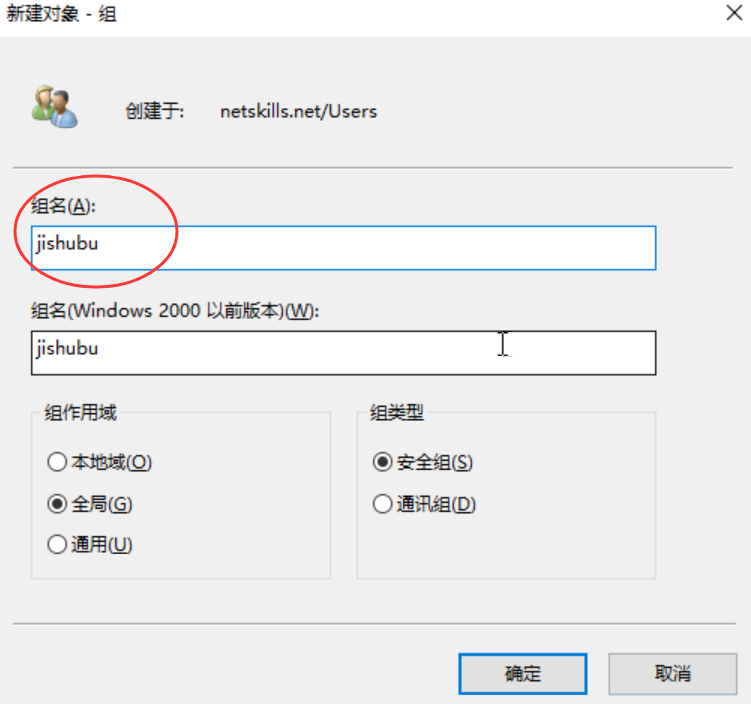 新建对象 - 组
创建于: netskills.net/Users
组名(A):
jishubu
组名(Windows 2000 以前版本)(W):
jishubu
组作用域
本地域(O)
全局(G)
通用(U)
组类型
安全组(S)
通讯组(D)
确定
取消